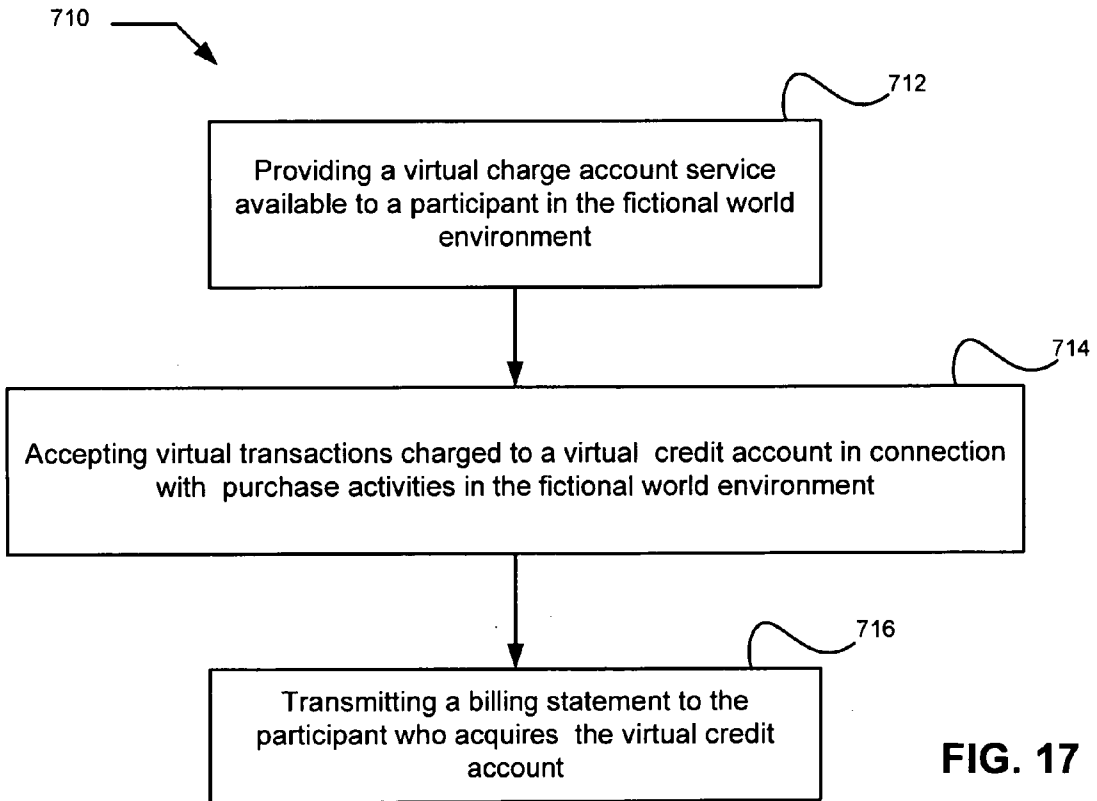 710
712
Providing a virtual charge account service
available to a participant in the fictional world
environment
714
Accepting virtual transactions charged to a virtual credit account in connection
with purchase activities in the fictional world environment
716
Transmitting a billing statement to the
participant who acquires the virtual credit
account
FIG. 17